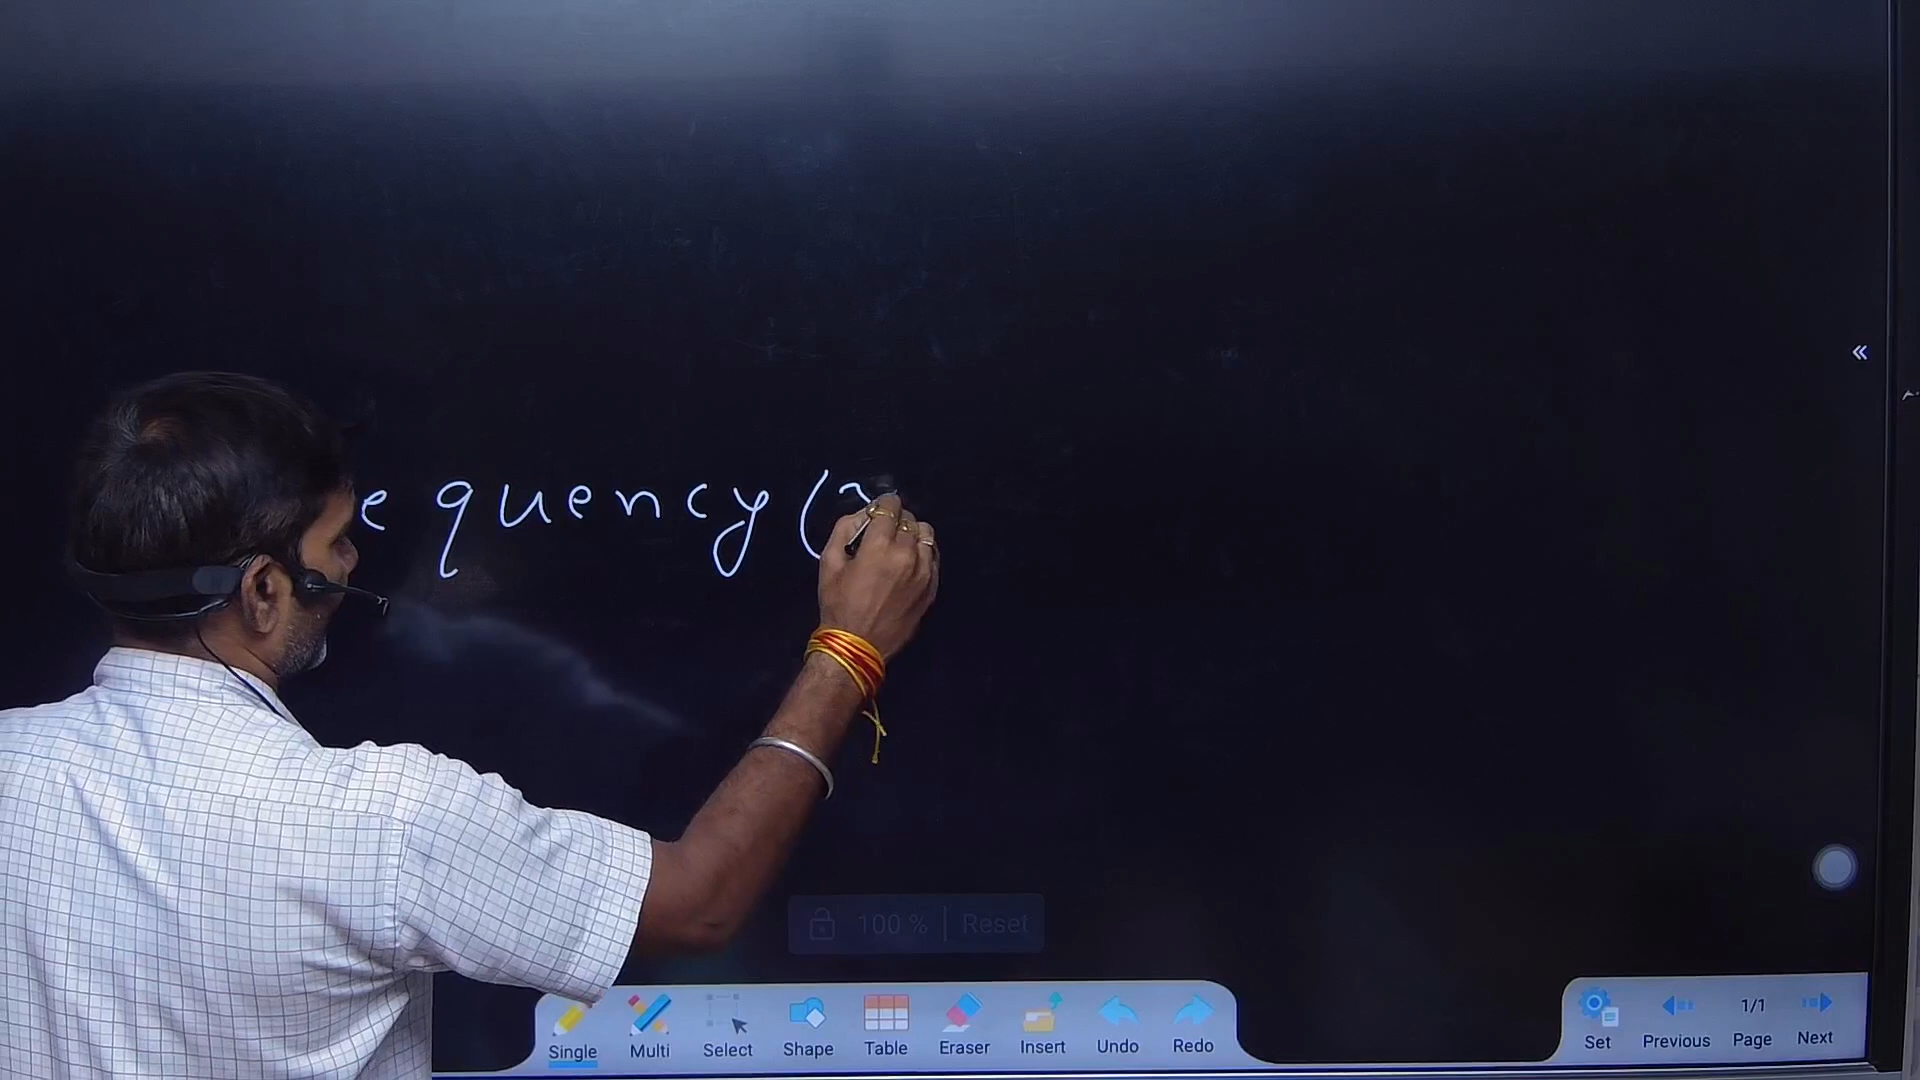 equency (
100 % | Reset
Single Multi Select Shape Table Eraser Insert Undo Redo
Set Previous 1/1 Page Next